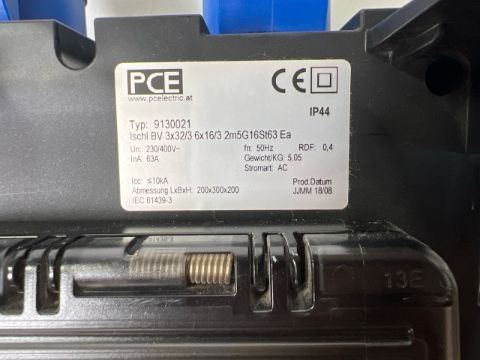 PCE
www.pcelectric.at
CE
IP44
Typ: 9130021
Ischl BV 3x32/3 6x16/3 2m5G16St63 Ea
Un: 230/400V~ fn: 50Hz RDF: 0,4
InA: 63A Gewicht/KG: 5,05
Stromart: AC
Icc: ≤10kA Prod.Datum
Abmessung LxBxH: 200x300x200 JJMM 18/08
IEC 61439-3
13E